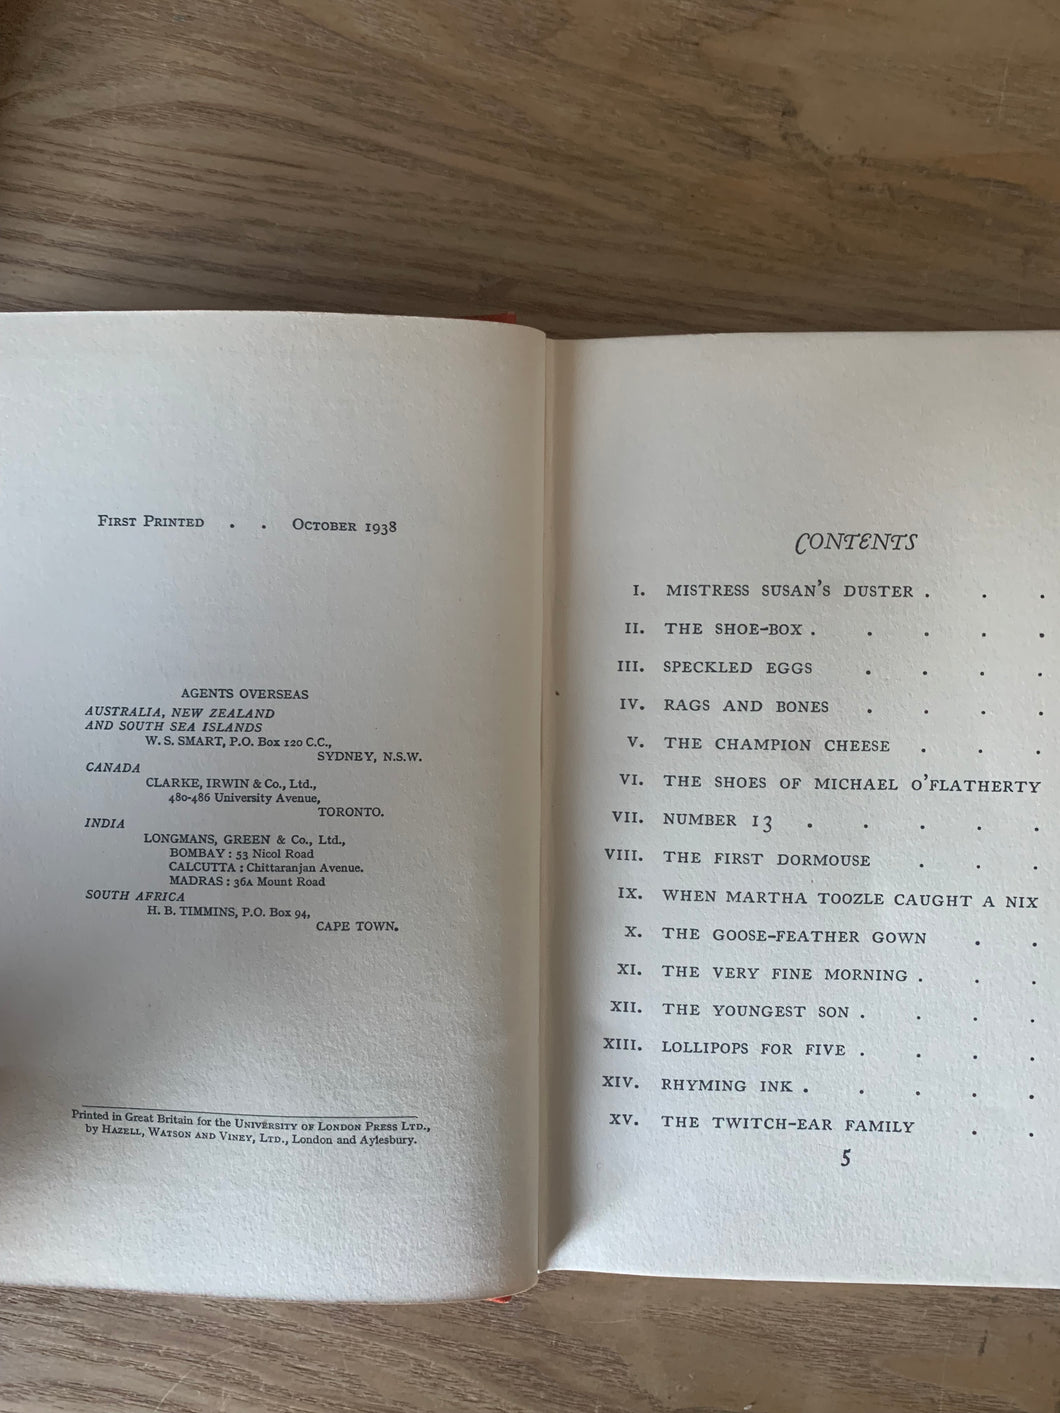 First Printed . . October 1938
AGENTS OVERSEAS
AUSTRALIA, NEW ZEALAND
AND SOUTH SEA ISLANDS
W. S. SMART, P.O. Box 120 C.C.,
SYDNEY, N.S.W.
CANADA
CLARKE, IRWIN & Co., Ltd.,
480-486 University Avenue,
TORONTO.
INDIA
LONGMANS, GREEN & Co., Ltd.,
BOMBAY : 53 Nicol Road
CALCUTTA : Chittaranjan Avenue.
MADRAS : 36A Mount Road
SOUTH AFRICA
H. B. TIMMINS, P.O. Box 94,
CAPE TOWN.
Printed in Great Britain for the University of London Press Ltd.,
by Hazell, Watson and Viney, Ltd., London and Aylesbury.
CONTENTS
I. MISTRESS SUSAN'S DUSTER . . .
II. THE SHOE-BOX . . . . .
III. SPECKLED EGGS . . . .
IV. RAGS AND BONES . . . .
V. THE CHAMPION CHEESE . . .
VI. THE SHOES OF MICHAEL O'FLATHERTY
VII. NUMBER 13 . . . . .
VIII. THE FIRST DORMOUSE . . .
IX. WHEN MARTHA TOOZLE CAUGHT A NIX
X. THE GOOSE-FEATHER GOWN . .
XI. THE VERY FINE MORNING . . .
XII. THE YOUNGEST SON . . . .
XIII. LOLLIPOPS FOR FIVE . . . .
XIV. RHYMING INK . . . . .
XV. THE TWITCH-EAR FAMILY . .
5